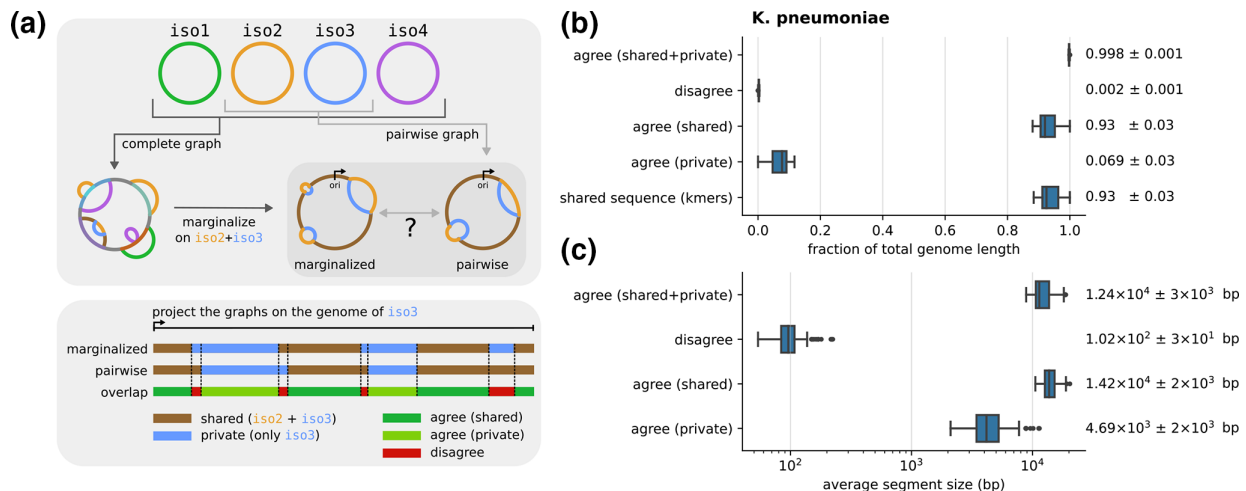 (a)
iso1 iso2 iso3 iso4
complete graph
pairwise graph
marginalize
on iso2+iso3
ori
ori
?
marginalized
pairwise
project the graphs on the genome of iso3
marginalized
pairwise
overlap
shared (iso2 + iso3)
private (only iso3)
agree (shared)
agree (private)
disagree
(b)
K. pneumoniae
agree (shared+private)
0.998 ± 0.001
disagree
0.002 ± 0.001
agree (shared)
0.93 ± 0.03
agree (private)
0.069 ± 0.03
shared sequence (kmers)
0.93 ± 0.03
0.0 0.2 0.4 0.6 0.8 1.0
fraction of total genome length
(c)
agree (shared+private)
1.24×10⁴ ± 3×10³ bp
disagree
1.02×10² ± 3×10¹ bp
agree (shared)
1.42×10⁴ ± 2×10³ bp
agree (private)
4.69×10³ ± 2×10³ bp
10² 10³ 10⁴
average segment size (bp)